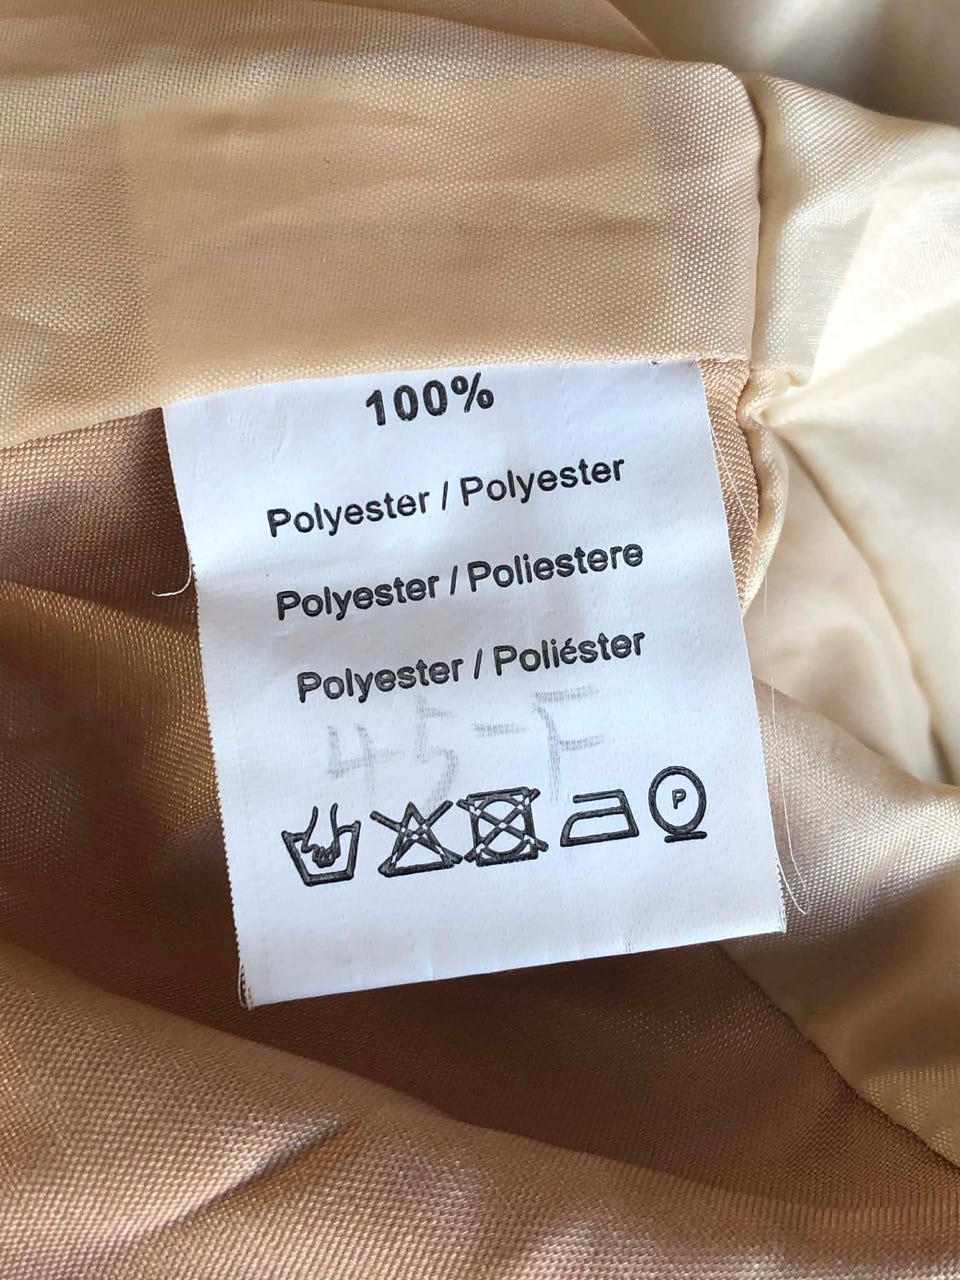 100%
Polyester / Polyester
Polyester / Poliestere
Polyester / Poliéster
45-F
P